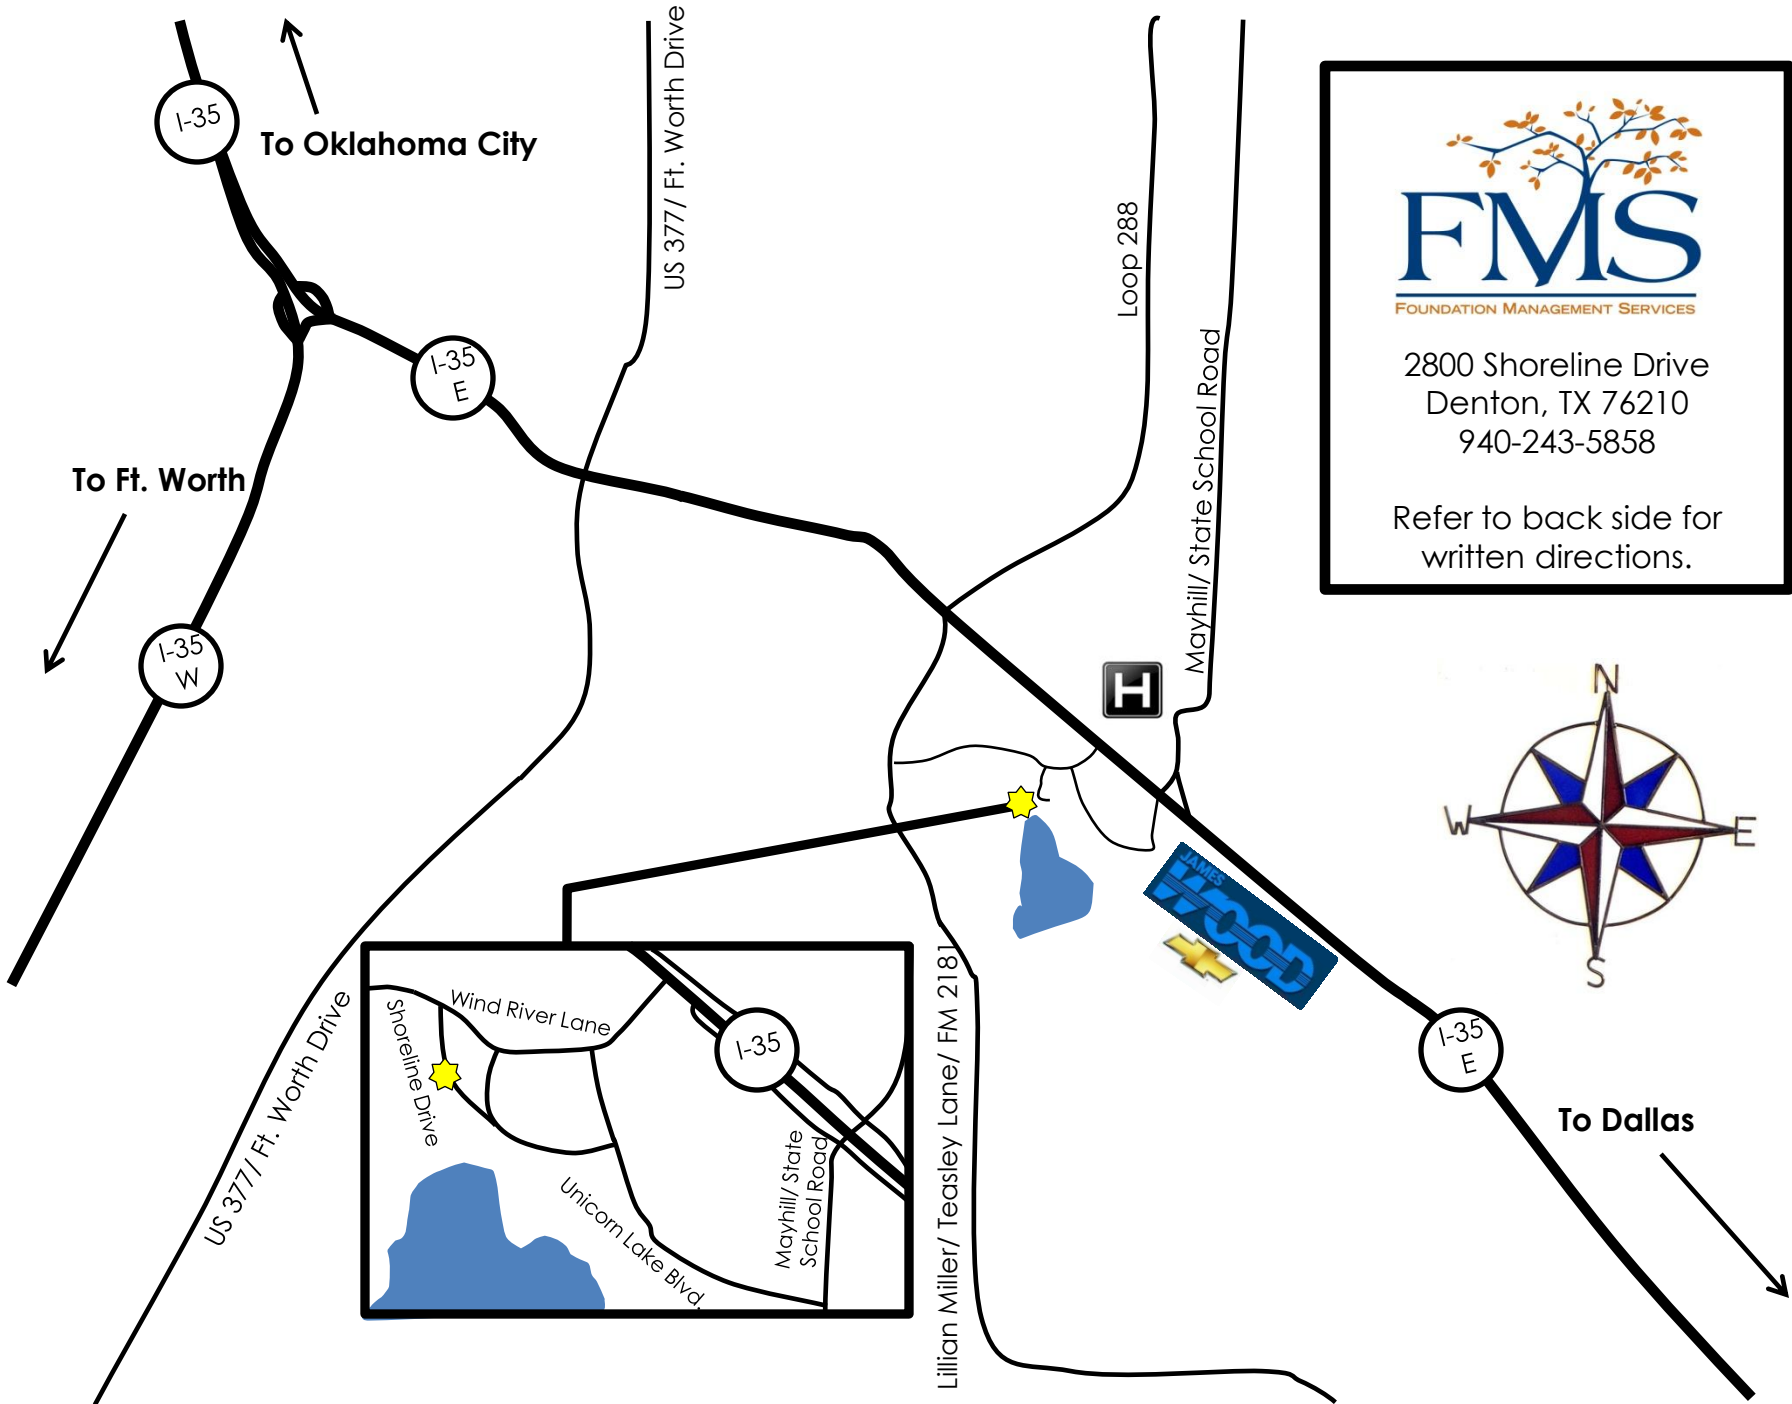 I-35
To Oklahoma City
US 377/ Ft. Worth Drive
Loop 288
Mayhill/ State School Road
FMS
FOUNDATION MANAGEMENT SERVICES
2800 Shoreline Drive
Denton, TX 76210
940-243-5858
Refer to back side for
written directions.
I-35
E
To Ft. Worth
I-35
W
H
N
W
E
S
JAMES
WOOD
US 377/ Ft. Worth Drive
Lillian Miller/ Teasley Lane/ FM 2181
Wind River Lane
Shoreline Drive
I-35
Unicorn Lake Blvd.
Mayhill/ State
School Road
I-35
E
To Dallas